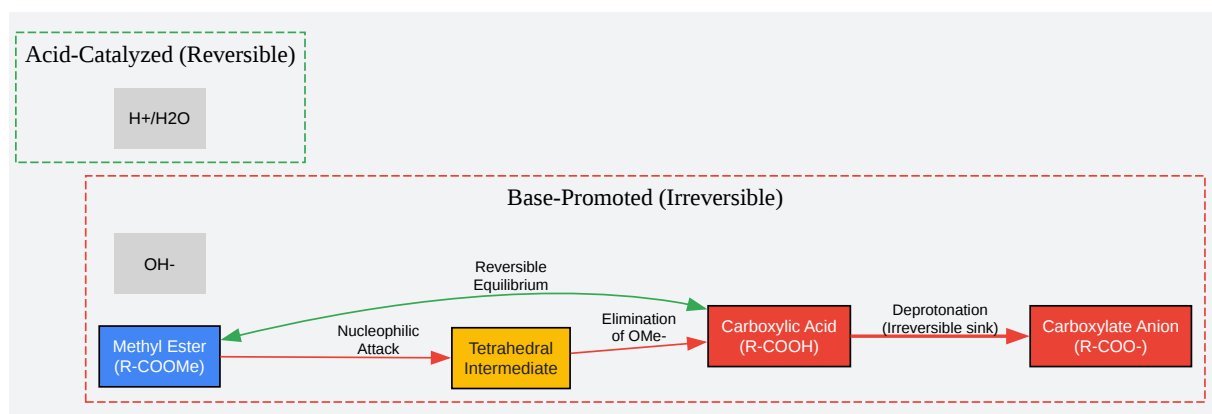 Acid-Catalyzed (Reversible)
H+/H2O
Base-Promoted (Irreversible)
OH-
Reversible
Equilibrium
Methyl Ester
(R-COOMe)
Nucleophilic
Attack
Tetrahedral
Intermediate
Elimination
of OMe-
Carboxylic Acid
(R-COOH)
Deprotonation
(Irreversible sink)
Carboxylate Anion
(R-COO-)